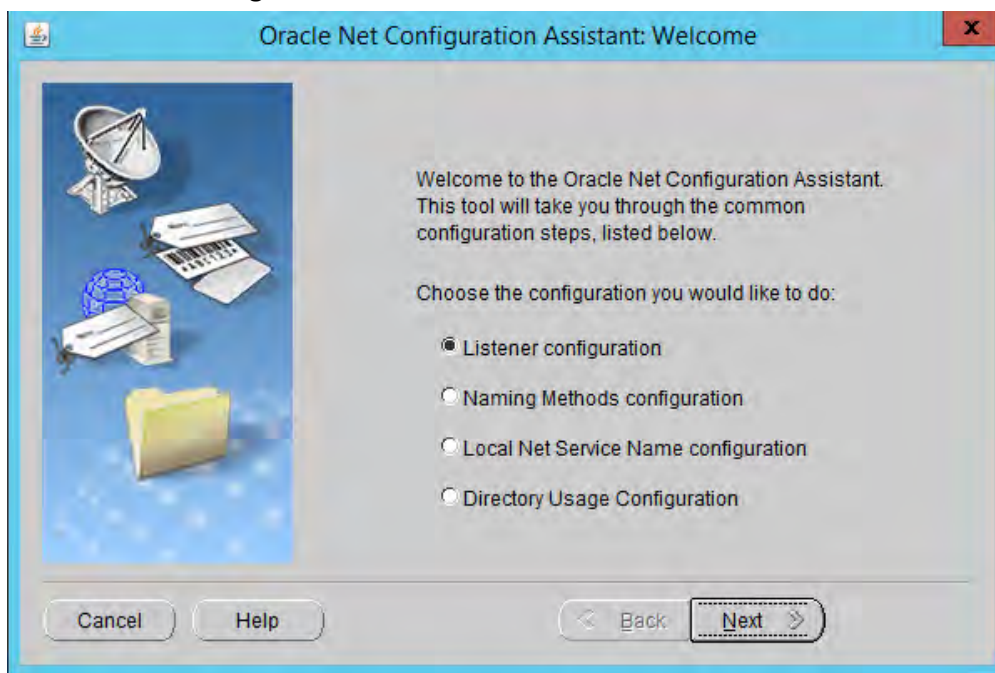 Oracle Net Configuration Assistant: Welcome
x
Welcome to the Oracle Net Configuration Assistant.
This tool will take you through the common
configuration steps, listed below.
Choose the configuration you would like to do:
Listener configuration
Naming Methods configuration
Local Net Service Name configuration
Directory Usage Configuration
Cancel
Help
Back
Next